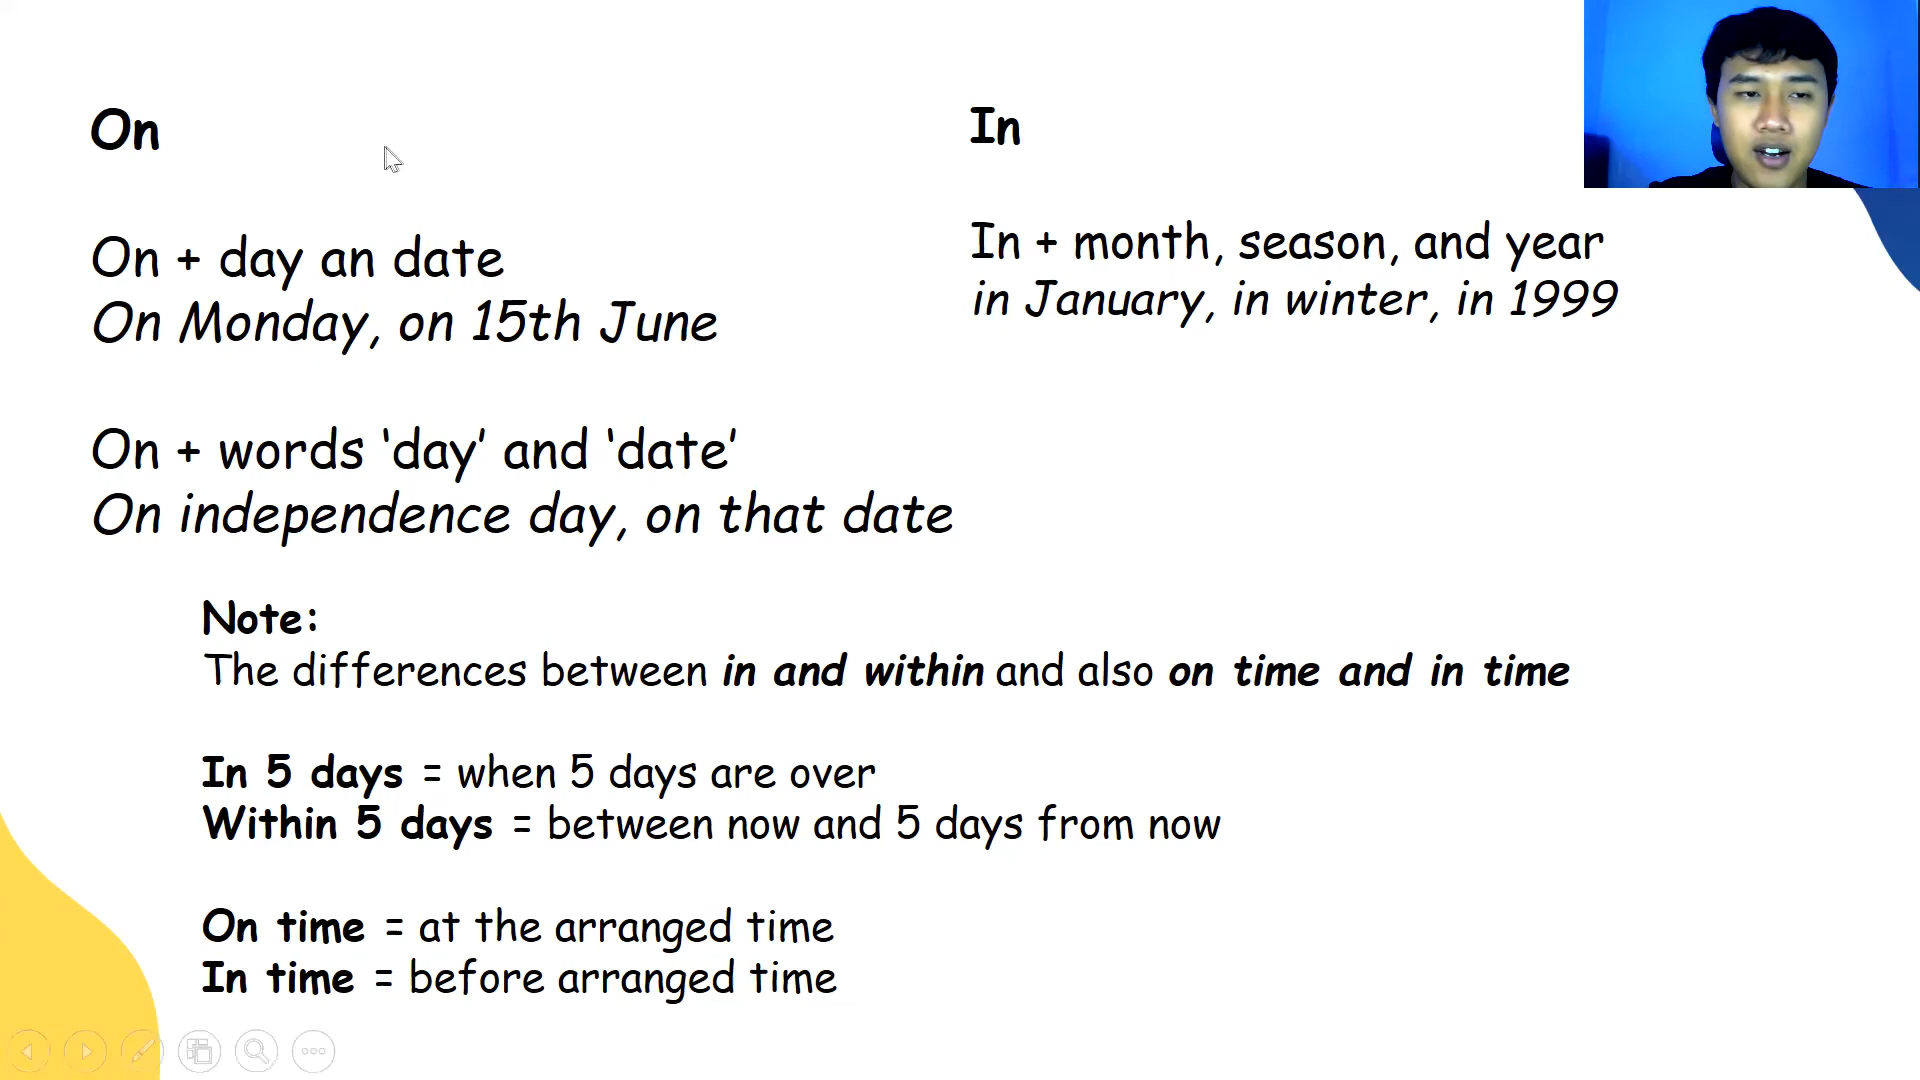 On
On + day an date
On Monday, on 15th June
On + words ‘day’ and ‘date’
On independence day, on that date
In
In + month, season, and year
in January, in winter, in 1999
Note:
The differences between in and within and also on time and in time
In 5 days = when 5 days are over
Within 5 days = between now and 5 days from now
On time = at the arranged time
In time = before arranged time